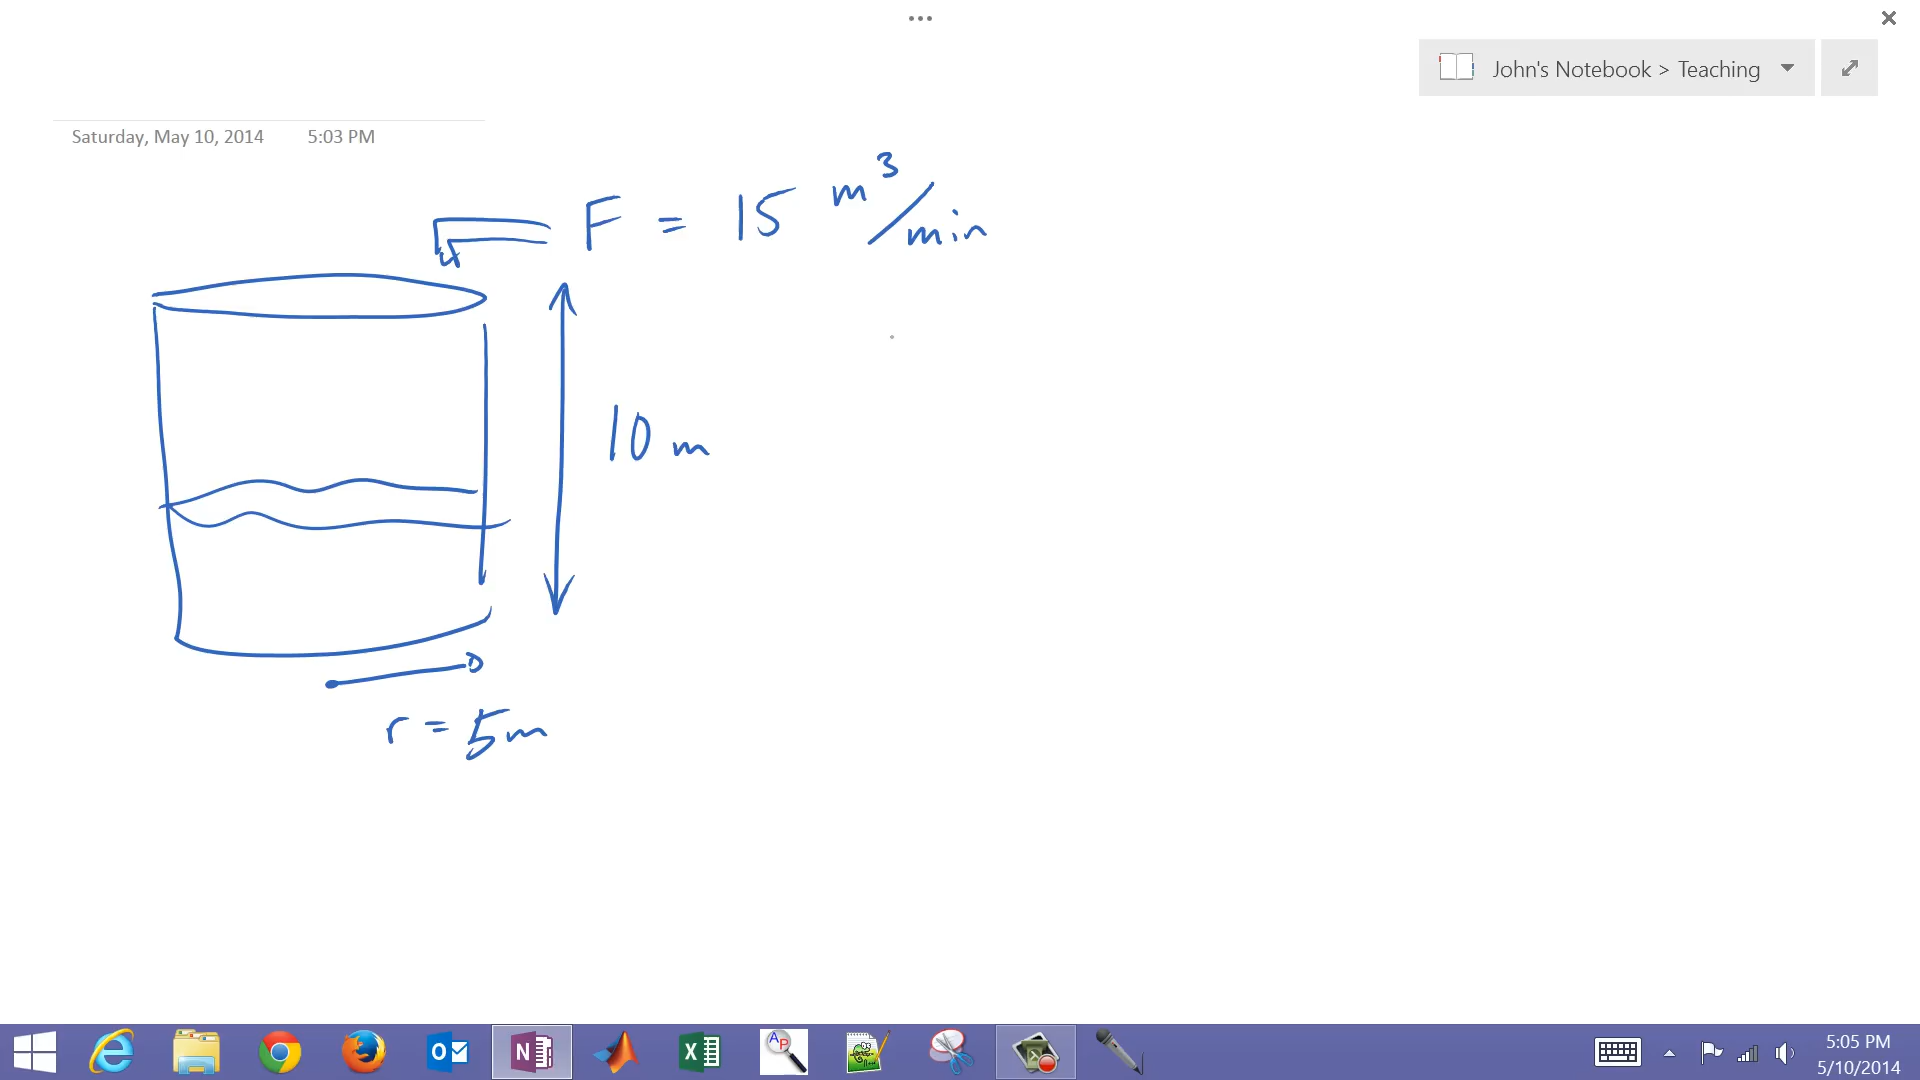 John's Notebook > Teaching
Saturday, May 10, 2014 5:03 PM
F = 15 m³/min
10 m
r = 5m
5:05 PM
5/10/2014